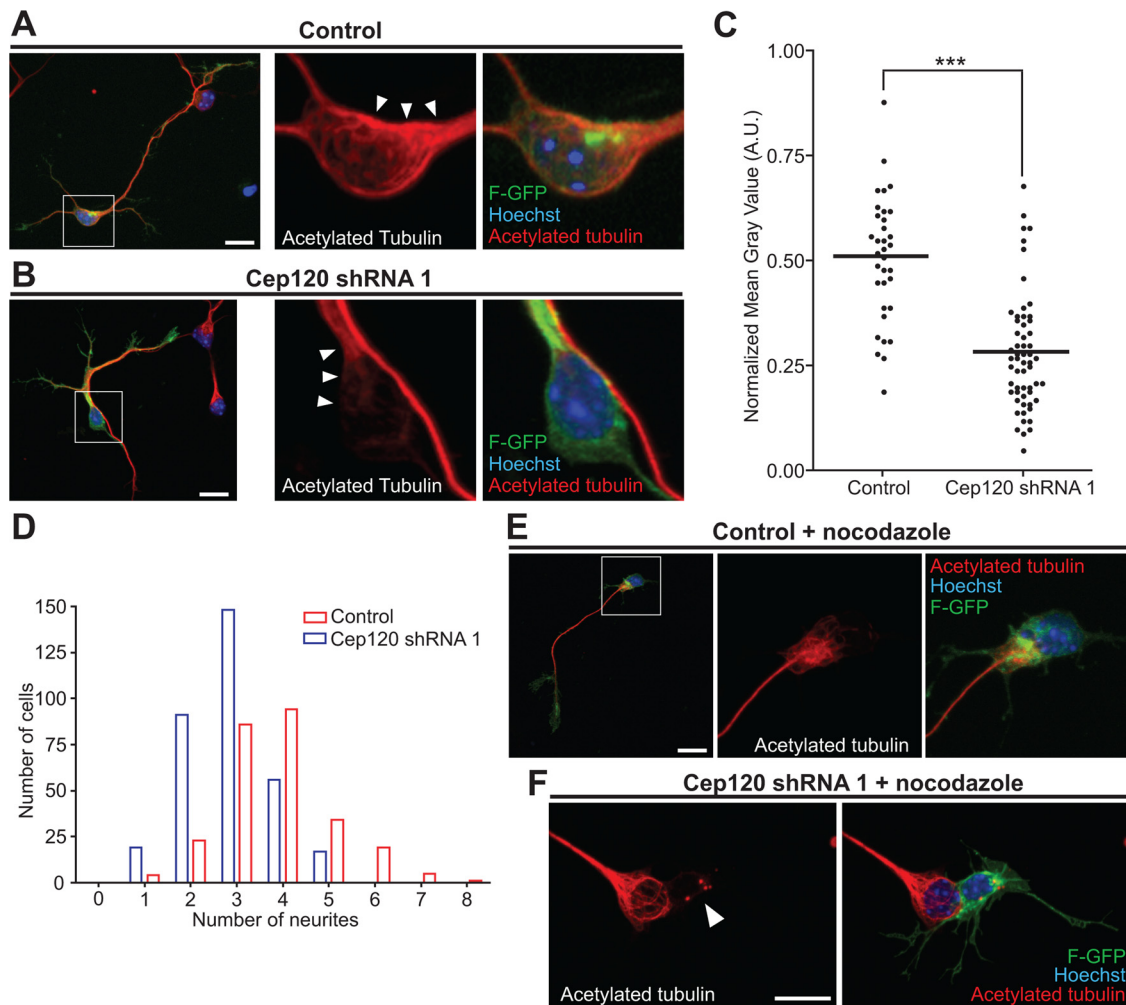 A
Control
Acetylated Tubulin
F-GFP
Hoechst
Acetylated tubulin
B
Cep120 shRNA 1
Acetylated Tubulin
F-GFP
Hoechst
Acetylated tubulin
C
Normalized Mean Gray Value (A.U.)
1.00
0.75
0.50
0.25
0.00
***
Control
Cep120 shRNA 1
D
Number of cells
150
125
100
75
50
25
0
Control
Cep120 shRNA 1
0 1 2 3 4 5 6 7 8
Number of neurites
E
Control + nocodazole
Acetylated tubulin
Acetylated tubulin
Hoechst
F-GFP
F
Cep120 shRNA 1 + nocodazole
Acetylated tubulin
F-GFP
Hoechst
Acetylated tubulin